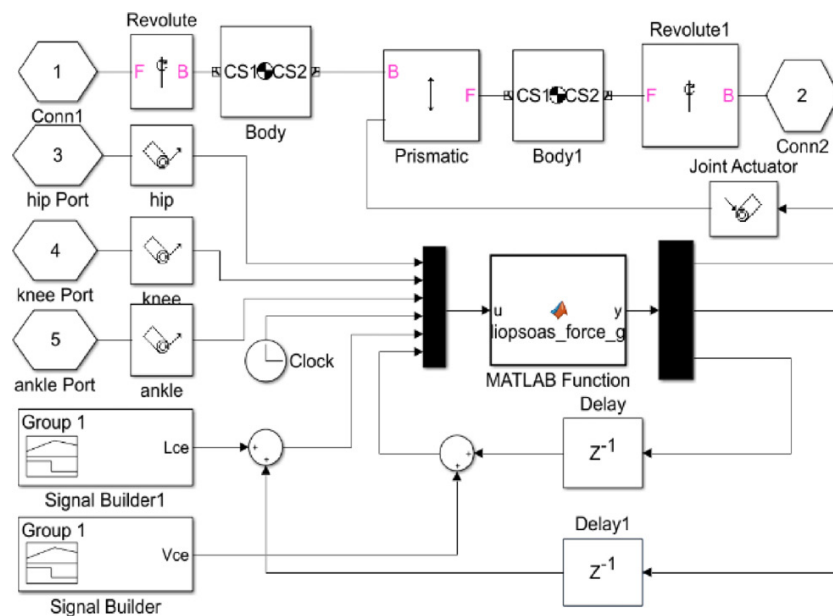 Revolute
Revolute1
1
F
B
CS1
CS2
B
F
CS1
CS2
F
B
2
Conn1
Body
Prismatic
Body1
Conn2
3
hip Port
hip
Joint Actuator
4
knee Port
knee
u
y
liopsoas_force_g
MATLAB Function
5
ankle Port
ankle
Clock
Delay
Z-1
Group 1
Lce
+
+
+
+
Signal Builder1
Group 1
Vce
Signal Builder
Delay1
Z-1